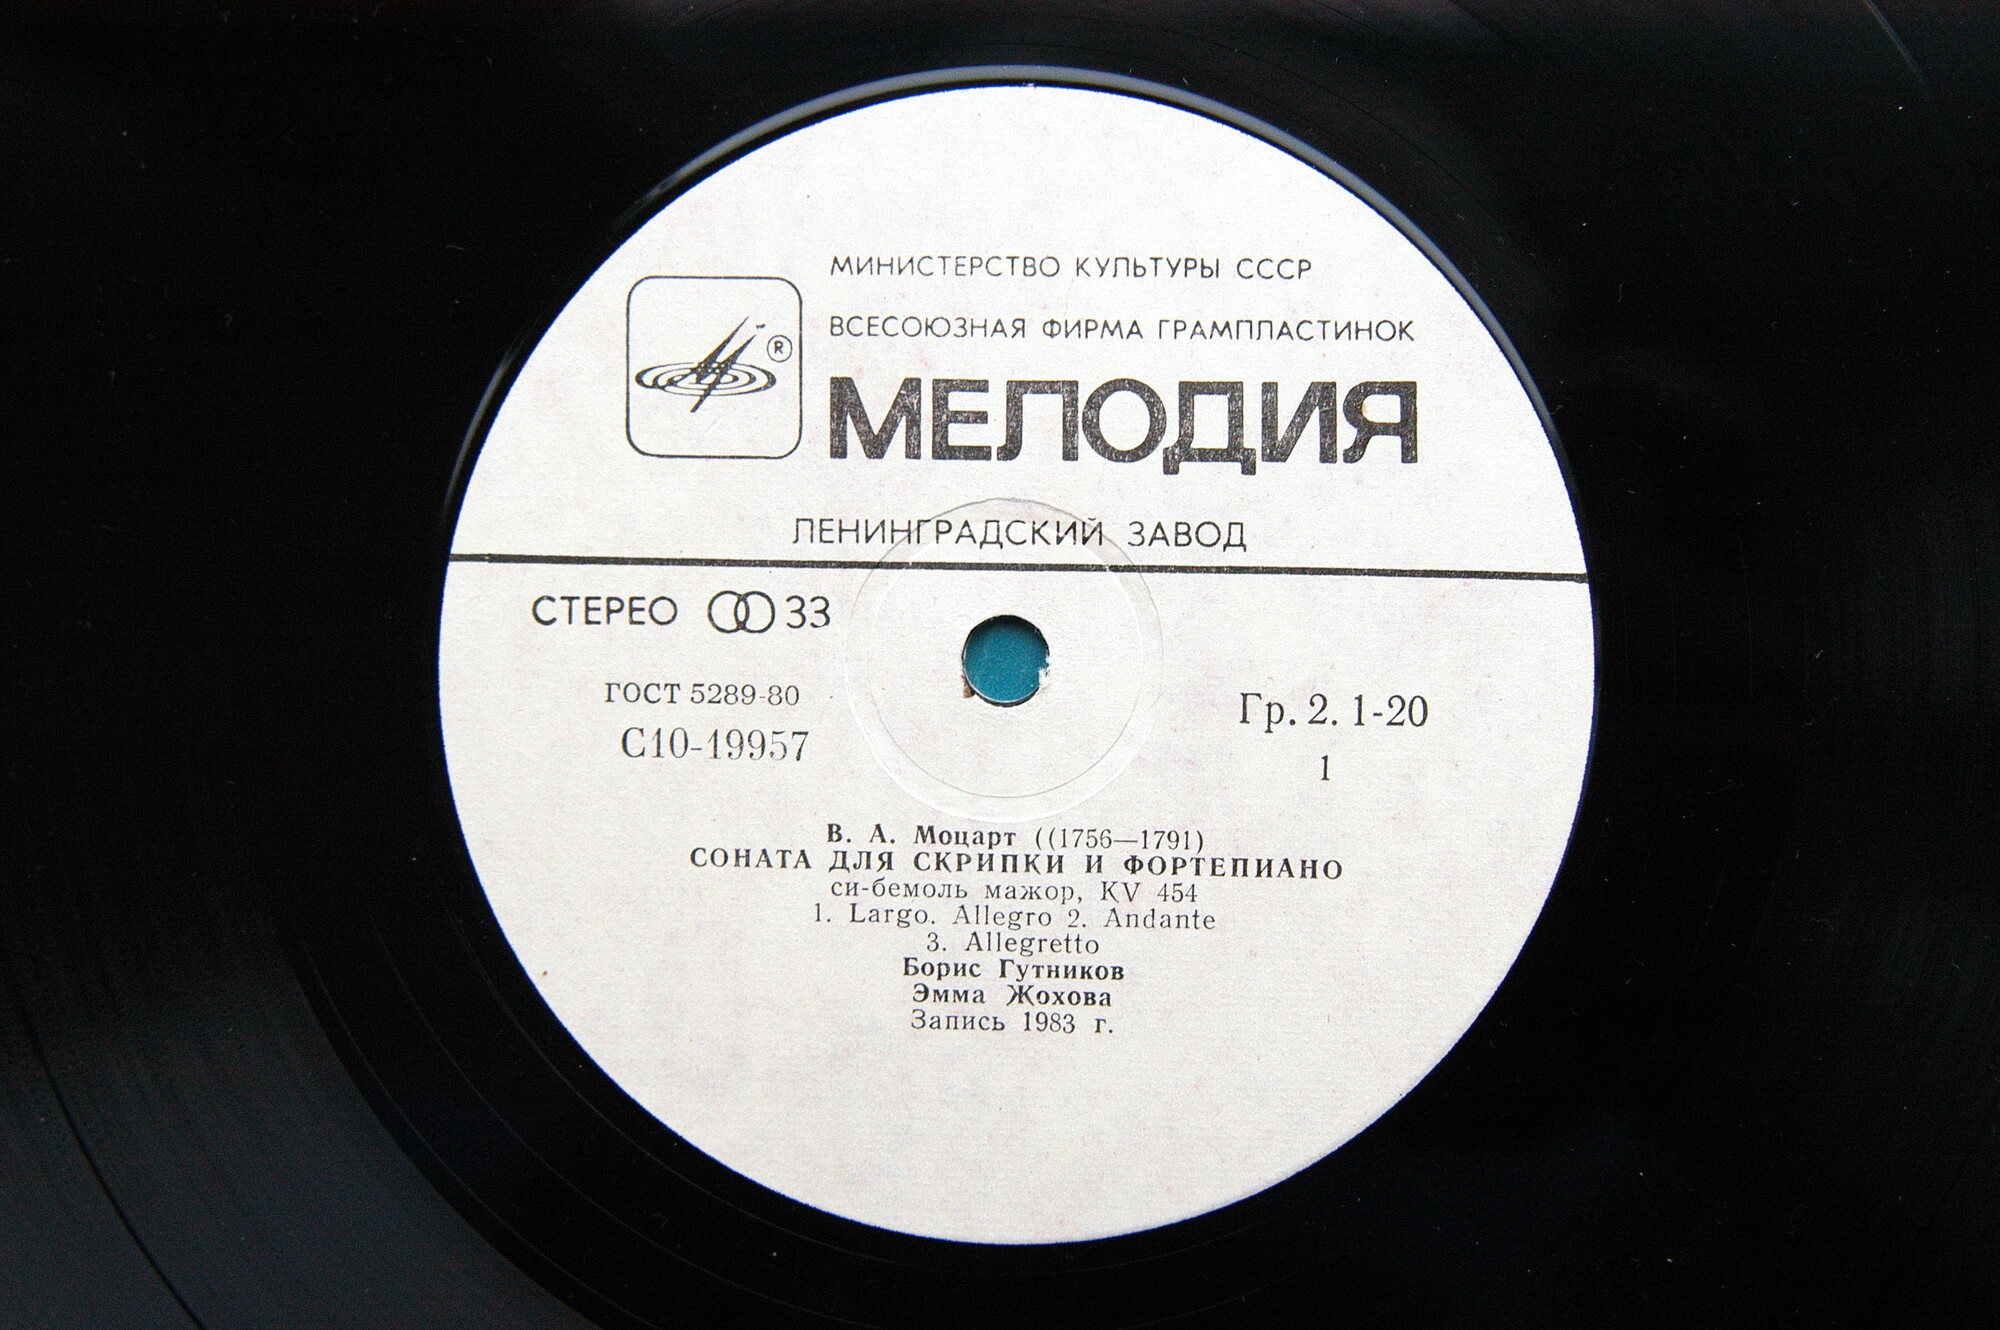 МИНИСТЕРСТВО КУЛЬТУРЫ СССР
ВСЕСОЮЗНАЯ ФИРМА ГРАМПЛАСТИНОК
®
МЕЛОДИЯ
ЛЕНИНГРАДСКИЙ ЗАВОД
СТЕРЕО 33
ГОСТ 5289-80
С10-19957
Гр. 2. 1-20
1
В. А. Моцарт ((1756—1791)
СОНАТА ДЛЯ СКРИПКИ И ФОРТЕПИАНО
си-бемоль мажор, KV 454
1. Largo. Allegro 2. Andante
3. Allegretto
Борис Гутников
Эмма Жохова
Запись 1983 г.